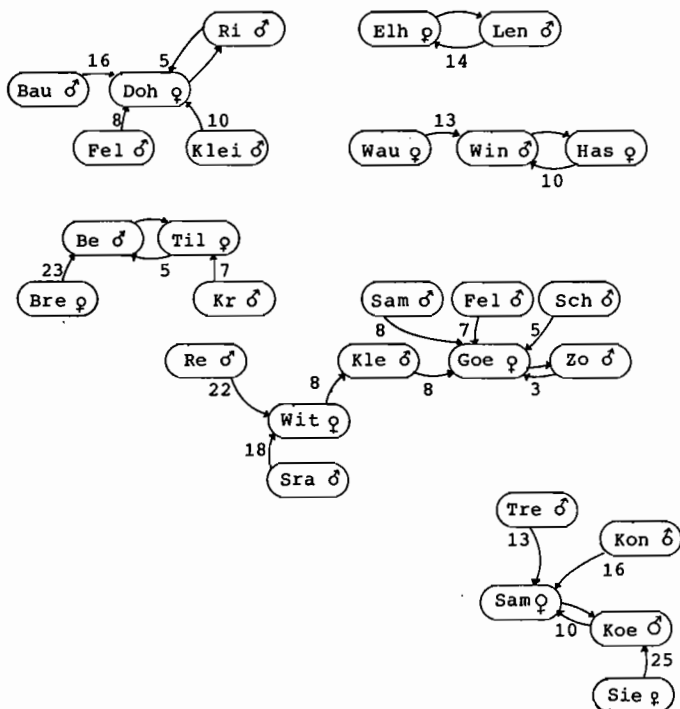 Ri ♂
Elh ♀ Len ♂
16 5
14
Bau ♂ Doh ♀
8 10
13
Fel ♂ Klei ♂
Wau ♀ Win ♂ Has ♀
10
Be ♂ Til ♀
23 5 7
Bre ♀ Kr ♂
Sam ♂ Fel ♂ Sch ♂
8 7 5
Re ♂ Kle ♂ Goe ♀ Zo ♂
22 8 8 3
Wit ♀
18
Sra ♂
Tre ♂
13 Kon ♂
16
Sam ♀
10 Koe ♂
25
Sie ♀